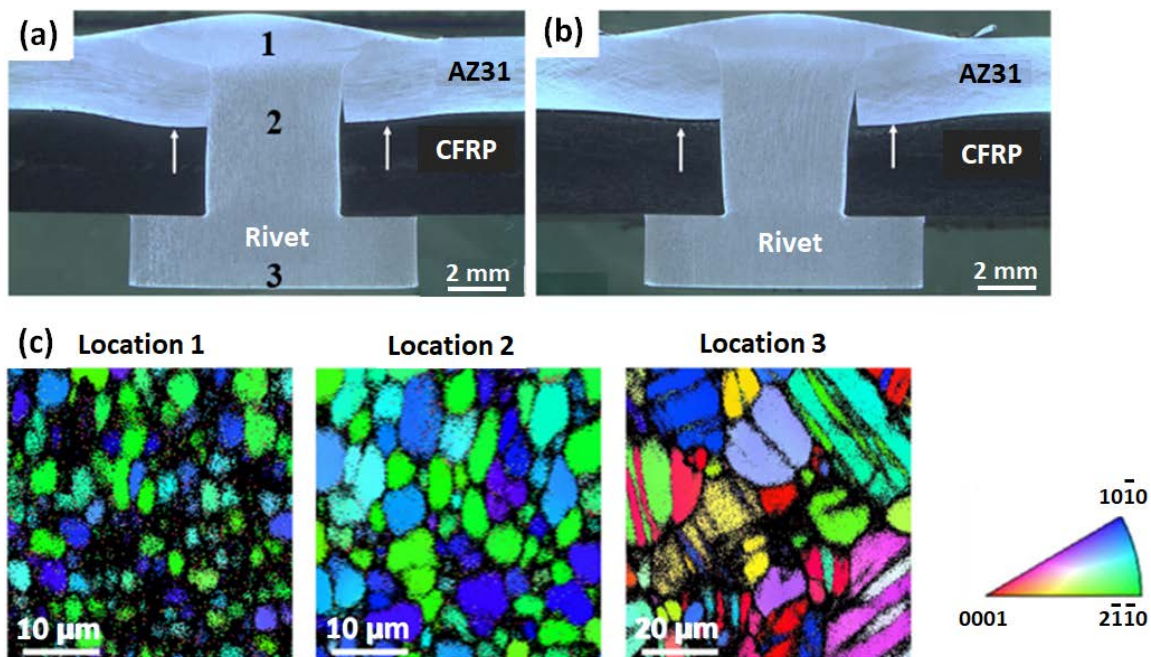 (a)
1
AZ31
2
CFRP
Rivet
3
2 mm
(b)
AZ31
CFRP
Rivet
2 mm
(c)
Location 1
Location 2
Location 3
10 µm
10 µm
20 µm
101̄0
0001
21̄1̄0